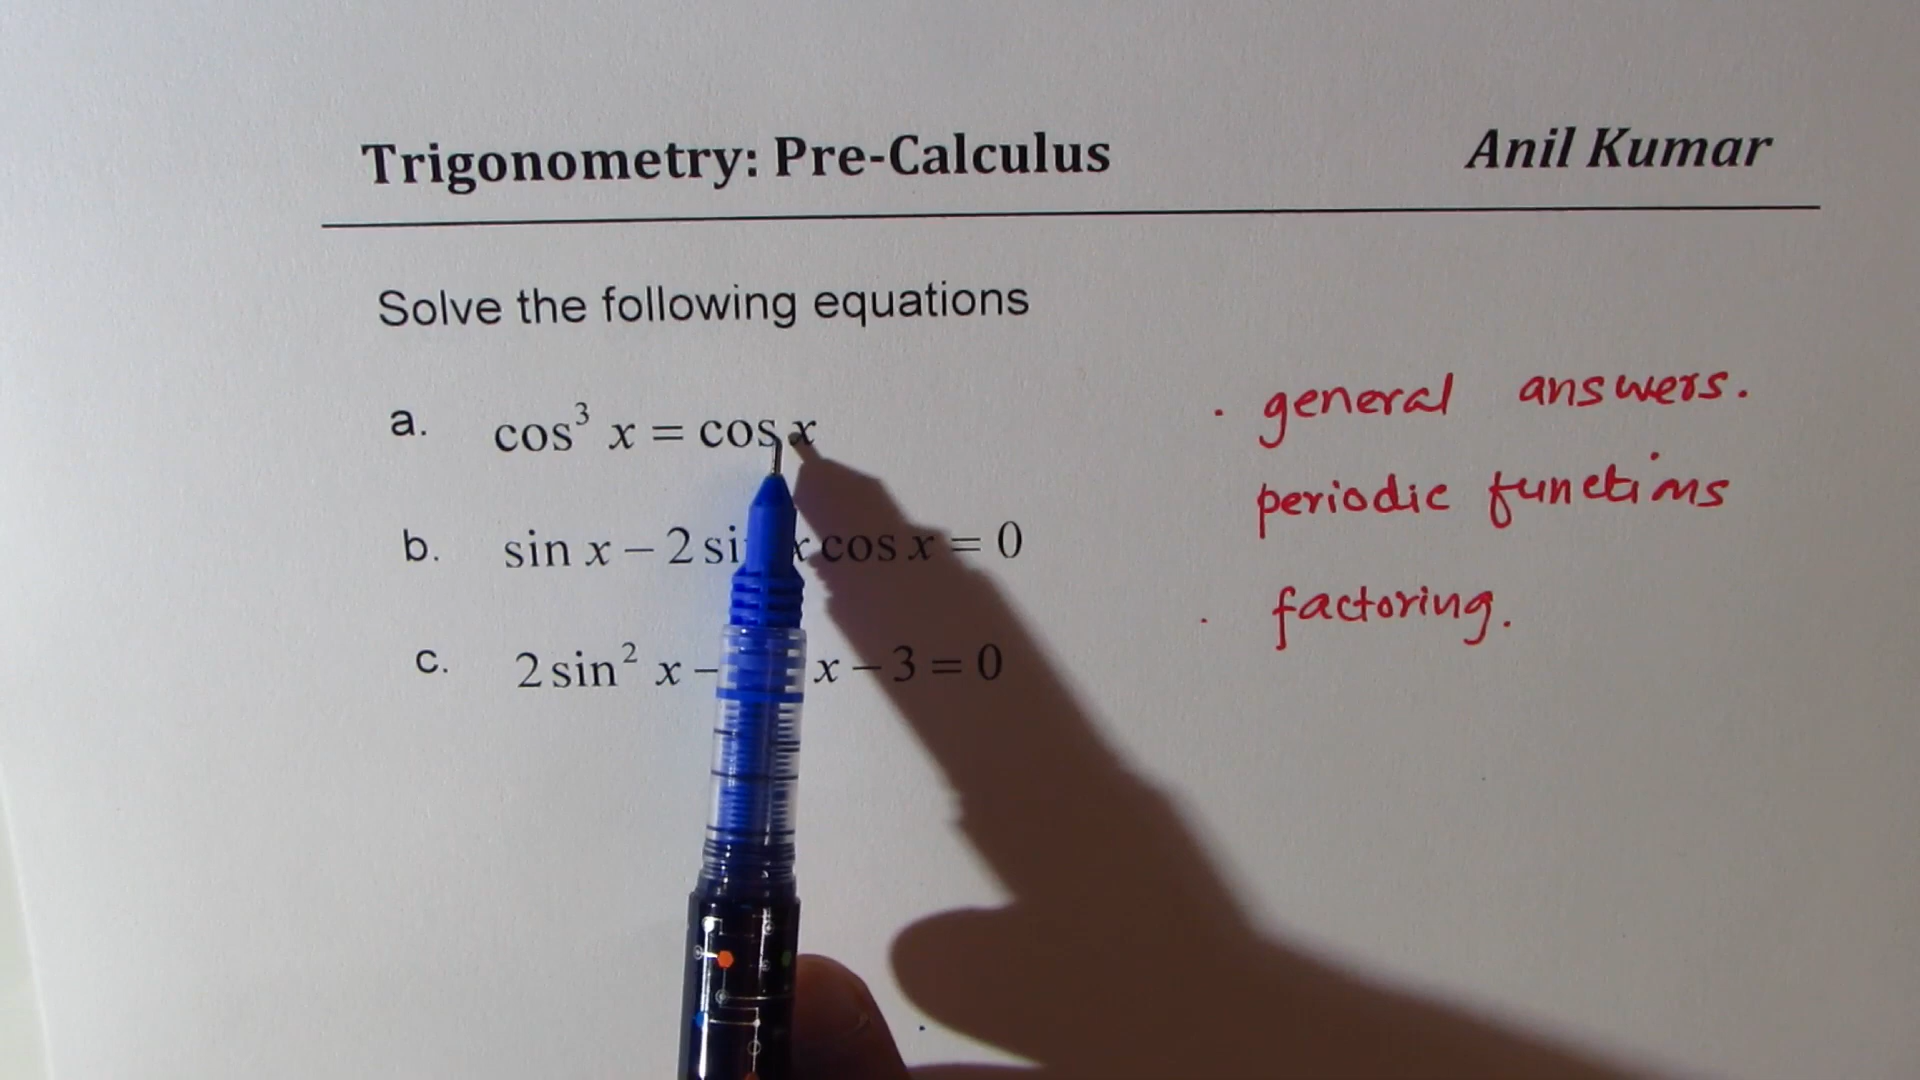 Trigonometry: Pre-Calculus Anil Kumar
Solve the following equations
a. cos³ x = cos x
b. sin x – 2 si x cos x = 0
c. 2 sin² x – x – 3 = 0
· general answers.
periodic functions
· factoring.